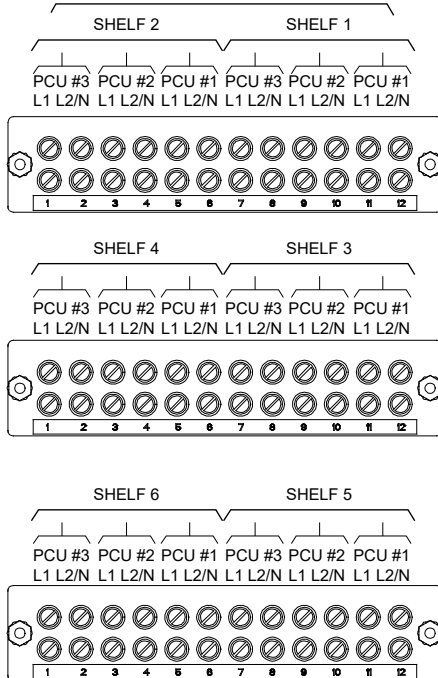 SHELF 2 SHELF 1
PCU #3 PCU #2 PCU #1 PCU #3 PCU #2 PCU #1
L1 L2/N L1 L2/N L1 L2/N L1 L2/N L1 L2/N L1 L2/N
1 2 3 4 5 6 7 8 9 10 11 12
SHELF 4 SHELF 3
PCU #3 PCU #2 PCU #1 PCU #3 PCU #2 PCU #1
L1 L2/N L1 L2/N L1 L2/N L1 L2/N L1 L2/N L1 L2/N
1 2 3 4 5 6 7 8 9 10 11 12
SHELF 6 SHELF 5
PCU #3 PCU #2 PCU #1 PCU #3 PCU #2 PCU #1
L1 L2/N L1 L2/N L1 L2/N L1 L2/N L1 L2/N L1 L2/N
1 2 3 4 5 6 7 8 9 10 11 12